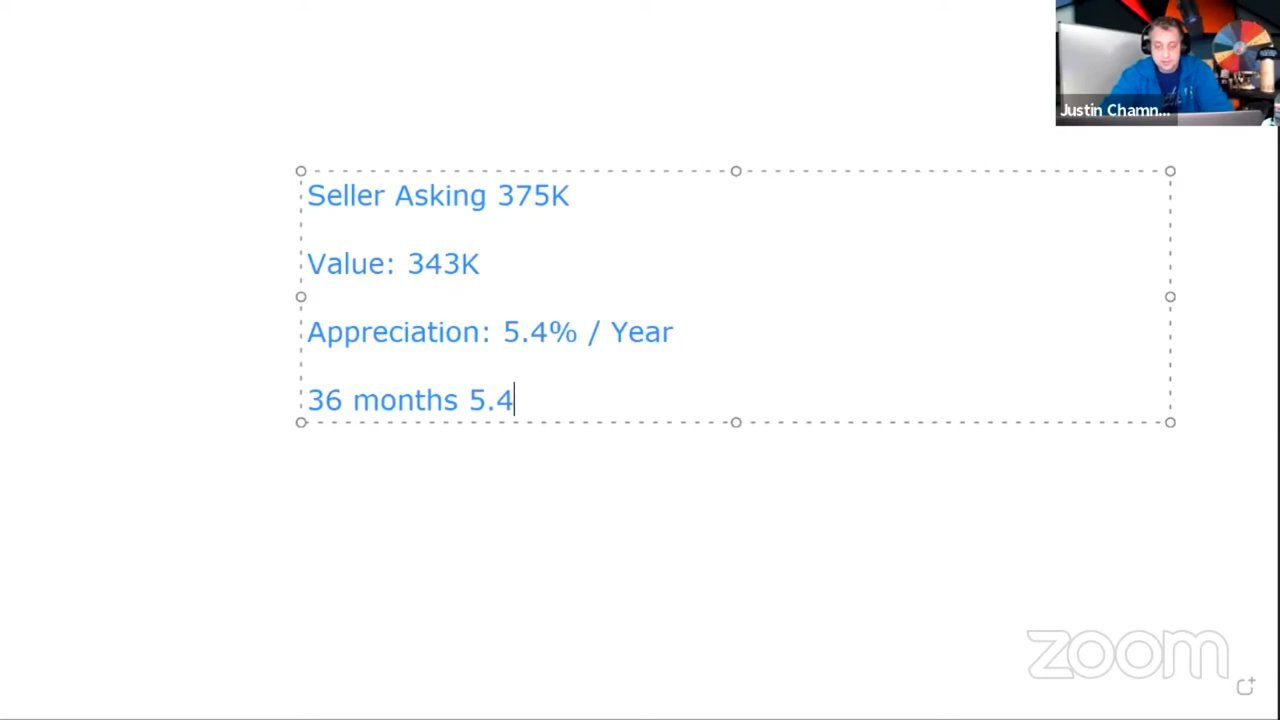 Justin Chamn...
Seller Asking 375K
Value: 343K
Appreciation: 5.4% / Year
36 months 5.4
zoom